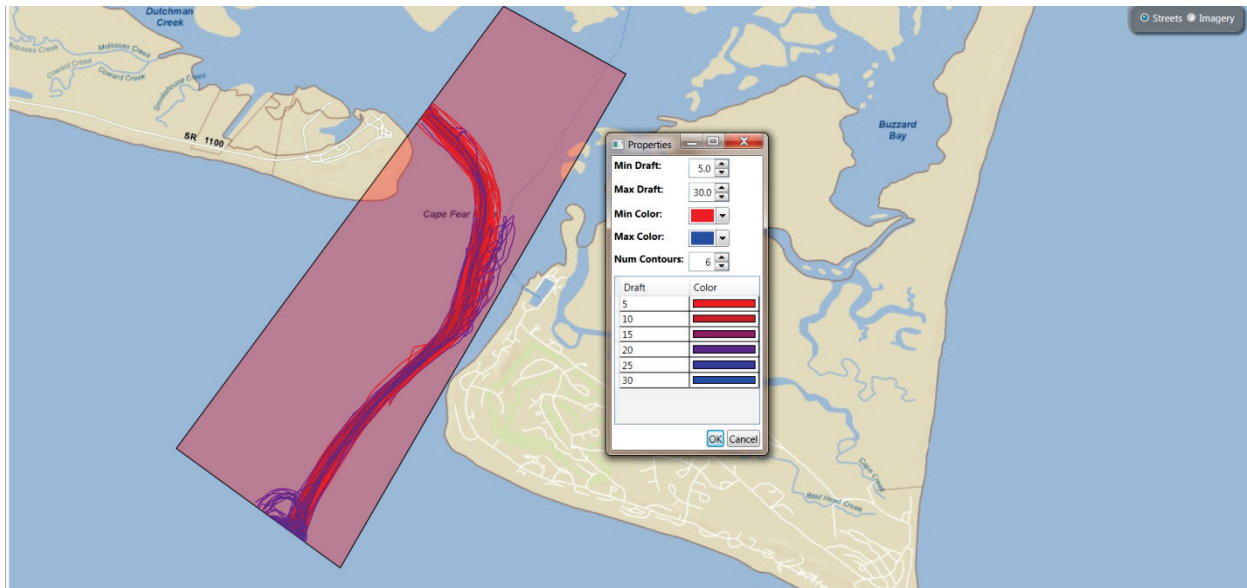 Dutchman
Creek
Molasses Creek
Molasses Creek
Coward Creek
Coward Creek
Smokehouse Creek
SR 1100
Cape Fear
Buzzard
Bay
Streets Imagery
Properties
Min Draft: 5.0
Max Draft: 30.0
Min Color:
Max Color:
Num Contours: 6
Draft Color
5
10
15
20
25
30
OK Cancel
Cape Creek
Bald Head Creek